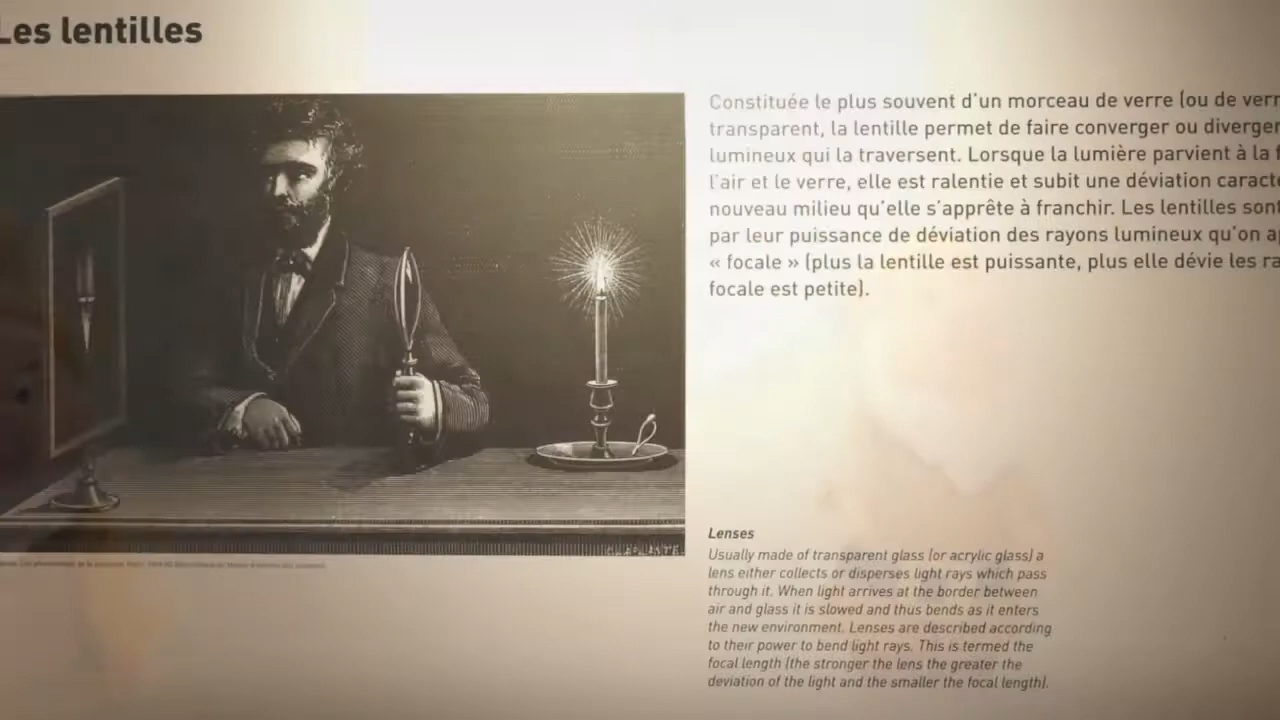 Les lentilles
Constituée le plus souvent d'un morceau de verre (ou de verr
transparent, la lentille permet de faire converger ou diverger
lumineux qui la traversent. Lorsque la lumière parvient à la f
l'air et le verre, elle est ralentie et subit une déviation caracté
nouveau milieu qu'elle s'apprête à franchir. Les lentilles sont
par leur puissance de déviation des rayons lumineux qu'on ap
« focale » (plus la lentille est puissante, plus elle dévie les ra
focale est petite).
Lenses
Usually made of transparent glass (or acrylic glass) a
lens either collects or disperses light rays which pass
through it. When light arrives at the border between
air and glass it is slowed and thus bends as it enters
the new environment. Lenses are described according
to their power to bend light rays. This is termed the
focal length (the stronger the lens the greater the
deviation of the light and the smaller the focal length).